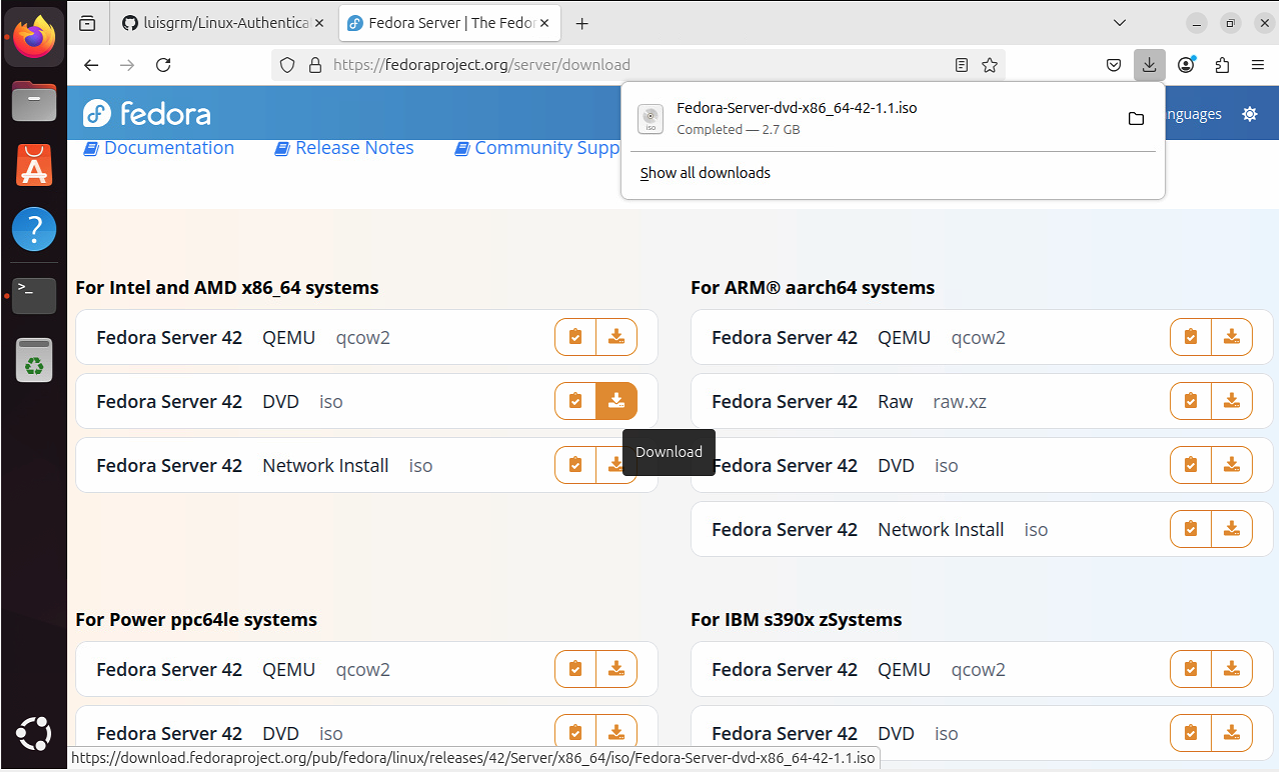 luisgrm/Linux-Authentica
Fedora Server | The Fedor
https://fedoraproject.org/server/download
fedora
Fedora-Server-dvd-x86_64-42-1.1.iso
Completed — 2.7 GB
Show all downloads
nguages
Documentation
Release Notes
Community Supp
For Intel and AMD x86_64 systems
Fedora Server 42 QEMU qcow2
Fedora Server 42 DVD iso
Fedora Server 42 Network Install iso
Download
For ARM® aarch64 systems
Fedora Server 42 QEMU qcow2
Fedora Server 42 Raw raw.xz
Fedora Server 42 DVD iso
Fedora Server 42 Network Install iso
For Power ppc64le systems
Fedora Server 42 QEMU qcow2
Fedora Server 42 DVD iso
For IBM s390x zSystems
Fedora Server 42 QEMU qcow2
Fedora Server 42 DVD iso
https://download.fedoraproject.org/pub/fedora/linux/releases/42/Server/x86_64/iso/Fedora-Server-dvd-x86_64-42-1.1.iso